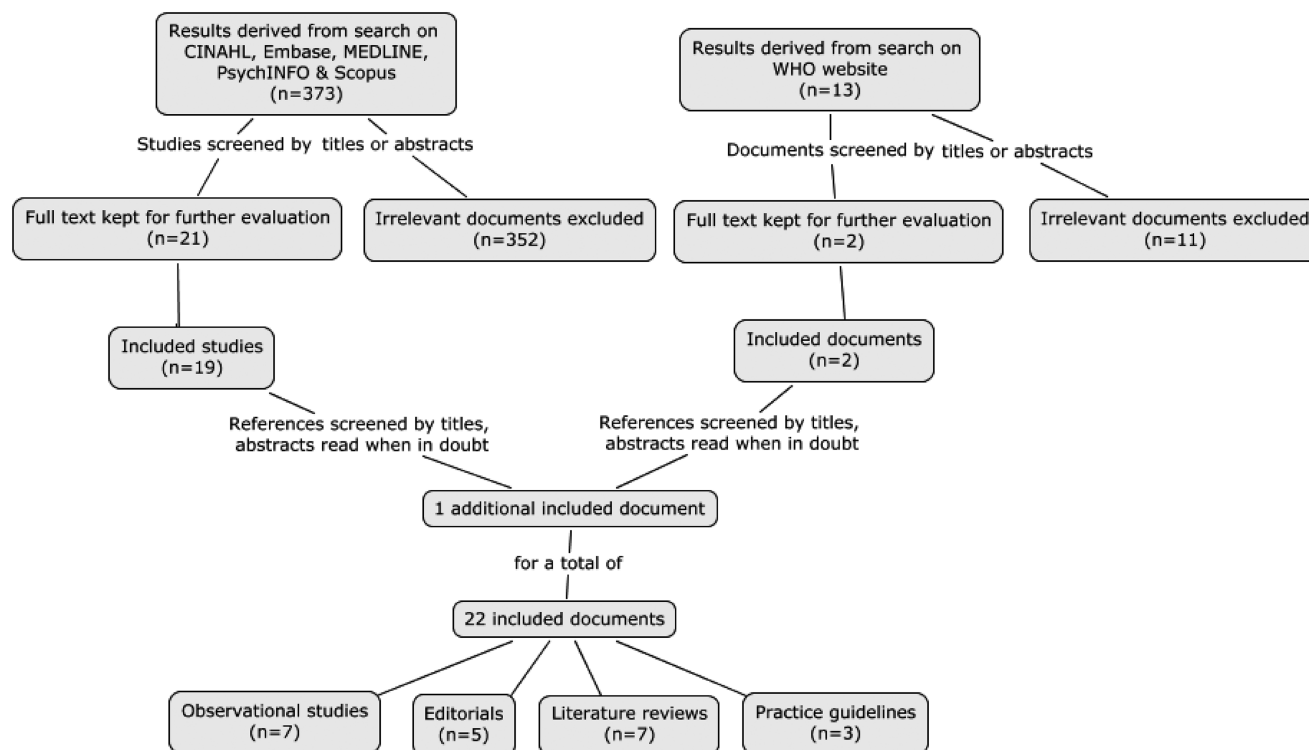 Results derived from search on
CINAHL, Embase, MEDLINE,
PsychINFO & Scopus
(n=373)
Results derived from search on
WHO website
(n=13)
Studies screened by titles or abstracts
Documents screened by titles or abstracts
Full text kept for further evaluation
(n=21)
Irrelevant documents excluded
(n=352)
Full text kept for further evaluation
(n=2)
Irrelevant documents excluded
(n=11)
Included studies
(n=19)
Included documents
(n=2)
References screened by titles,
abstracts read when in doubt
References screened by titles,
abstracts read when in doubt
1 additional included document
for a total of
22 included documents
Observational studies
(n=7)
Editorials
(n=5)
Literature reviews
(n=7)
Practice guidelines
(n=3)